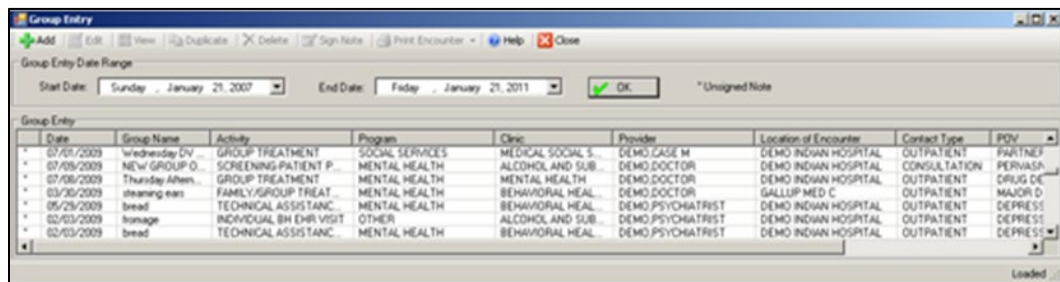 Group Entry
Add Edit View Duplicate Delete Sign Note Print Encounter Help Close
Group Entry Date Range
Start Date: Sunday , January 21, 2007 End Date: Friday , January 21, 2011 OK * Unsigned Note
Group Entry
Date Group Name Activity Program Clinic Provider Location of Encounter Contact Type POV
* 07/01/2009 Wednesday DV ... GROUP TREATMENT SOCIAL SERVICES MEDICAL SOCIAL S... DEMO,CASE M DEMO INDIAN HOSPITAL OUTPATIENT PARTNER
* 07/09/2009 NEW GROUP O... SCREENING-PATIENT P... MENTAL HEALTH ALCOHOL AND SUB... DEMO,DOCTOR DEMO INDIAN HOSPITAL CONSULTATION PERVASIV
* 07/08/2009 Thursday Aftern... GROUP TREATMENT MENTAL HEALTH MENTAL HEALTH DEMO,DOCTOR DEMO INDIAN HOSPITAL OUTPATIENT DRUG D
* 03/30/2009 steaming ears FAMILY/GROUP TREAT... MENTAL HEALTH BEHAVIORAL HEAL... DEMO,DOCTOR GALLUP MED C OUTPATIENT MAJOR D
* 05/29/2009 bread TECHNICAL ASSISTANC... MENTAL HEALTH BEHAVIORAL HEAL... DEMO,PSYCHIATRIST DEMO INDIAN HOSPITAL OUTPATIENT DEPRESS
* 02/03/2009 fromage INDIVIDUAL BH EHR VISIT OTHER ALCOHOL AND SUB... DEMO,PSYCHIATRIST DEMO INDIAN HOSPITAL OUTPATIENT DEPRESS
* 02/03/2009 bread TECHNICAL ASSISTANC... MENTAL HEALTH BEHAVIORAL HEAL... DEMO,PSYCHIATRIST DEMO INDIAN HOSPITAL OUTPATIENT DEPRESS
Loaded